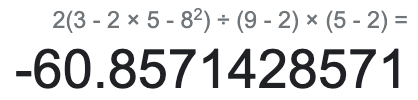 2(3 - 2 × 5 - 8²) ÷ (9 - 2) × (5 - 2) =
-60.8571428571